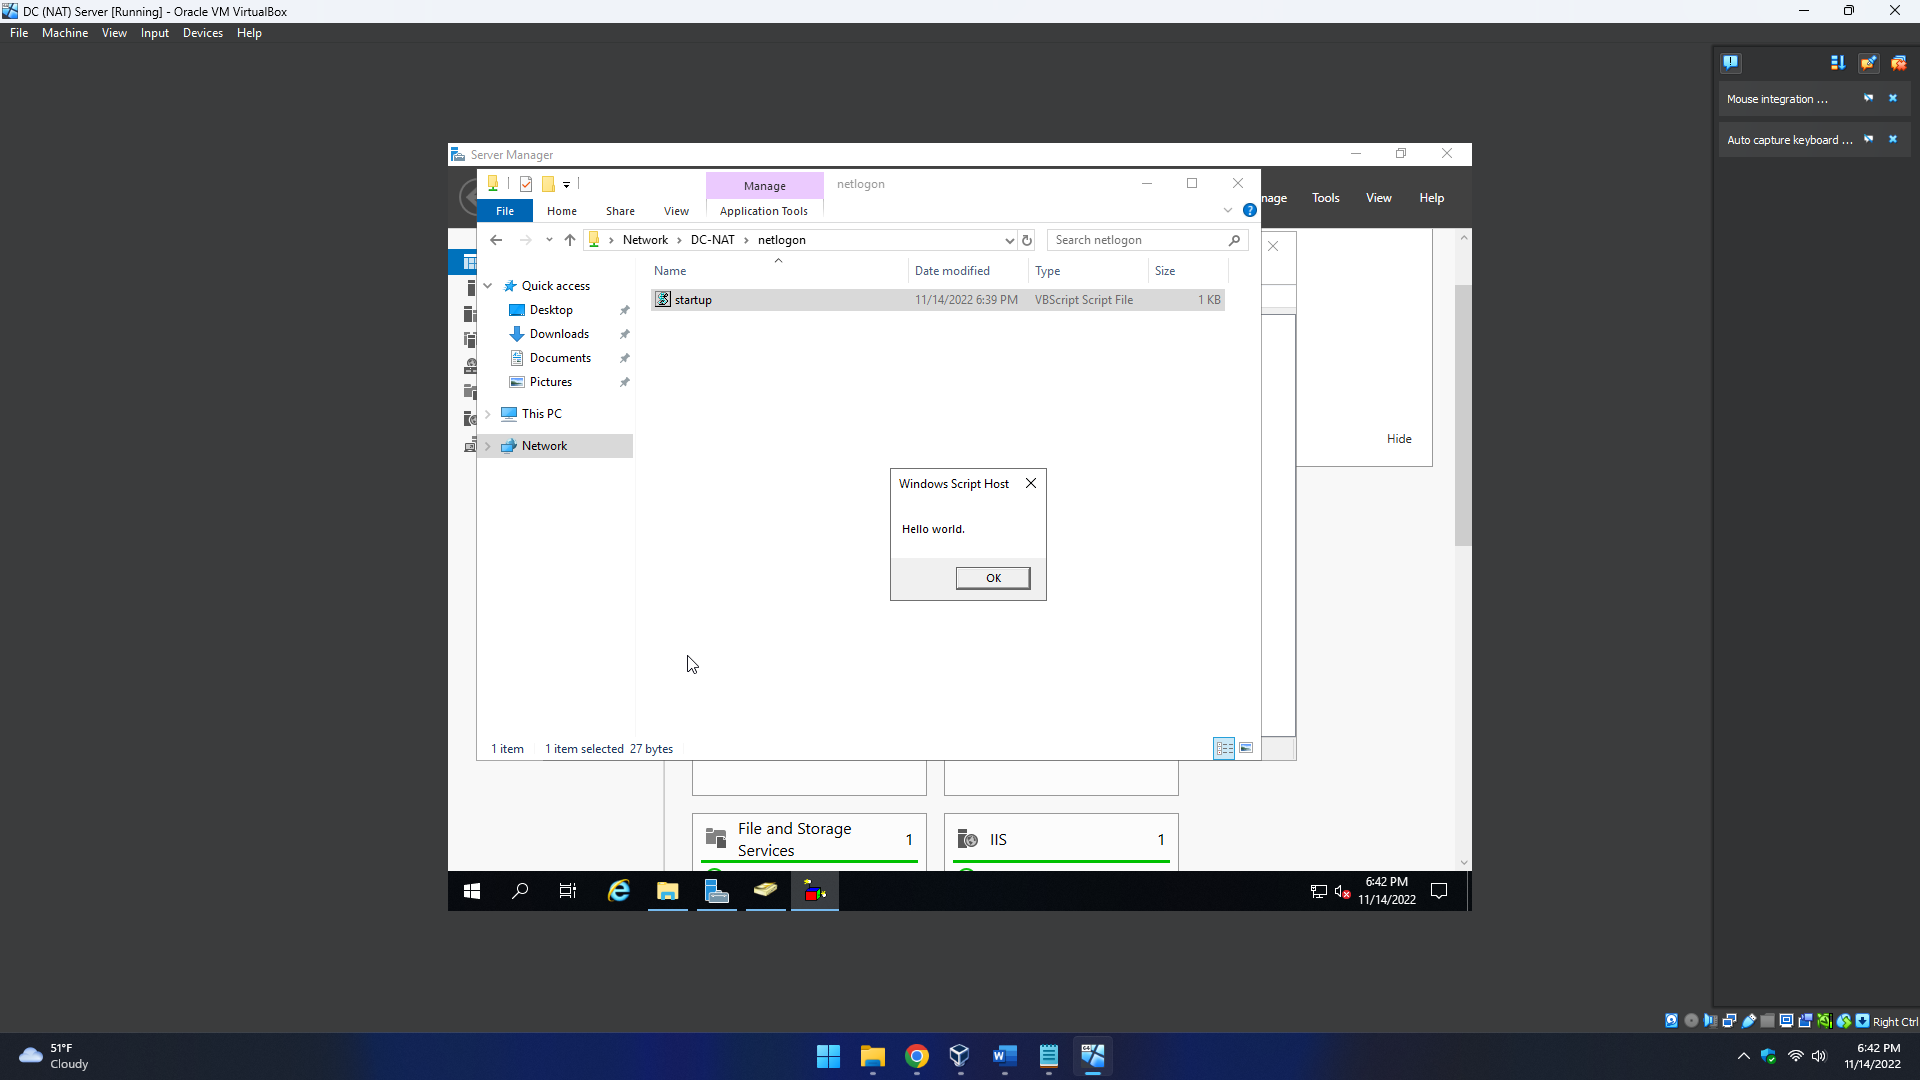 DC (NAT) Server [Running] - Oracle VM VirtualBox
File Machine View Input Devices Help
Mouse integration ...
Auto capture keyboard ...
Server Manager
Manage
netlogon
File Home Share View Application Tools
nage Tools View Help
Network > DC-NAT > netlogon
Search netlogon
Name Date modified Type Size
startup 11/14/2022 6:39 PM VBScript Script File 1 KB
Quick access
Desktop
Downloads
Documents
Pictures
This PC
Network
Hide
Windows Script Host
Hello world.
OK
1 item 1 item selected 27 bytes
File and Storage
Services
1
IIS 1
6:42 PM
11/14/2022
Right Ctrl
51°F
Cloudy
6:42 PM
11/14/2022